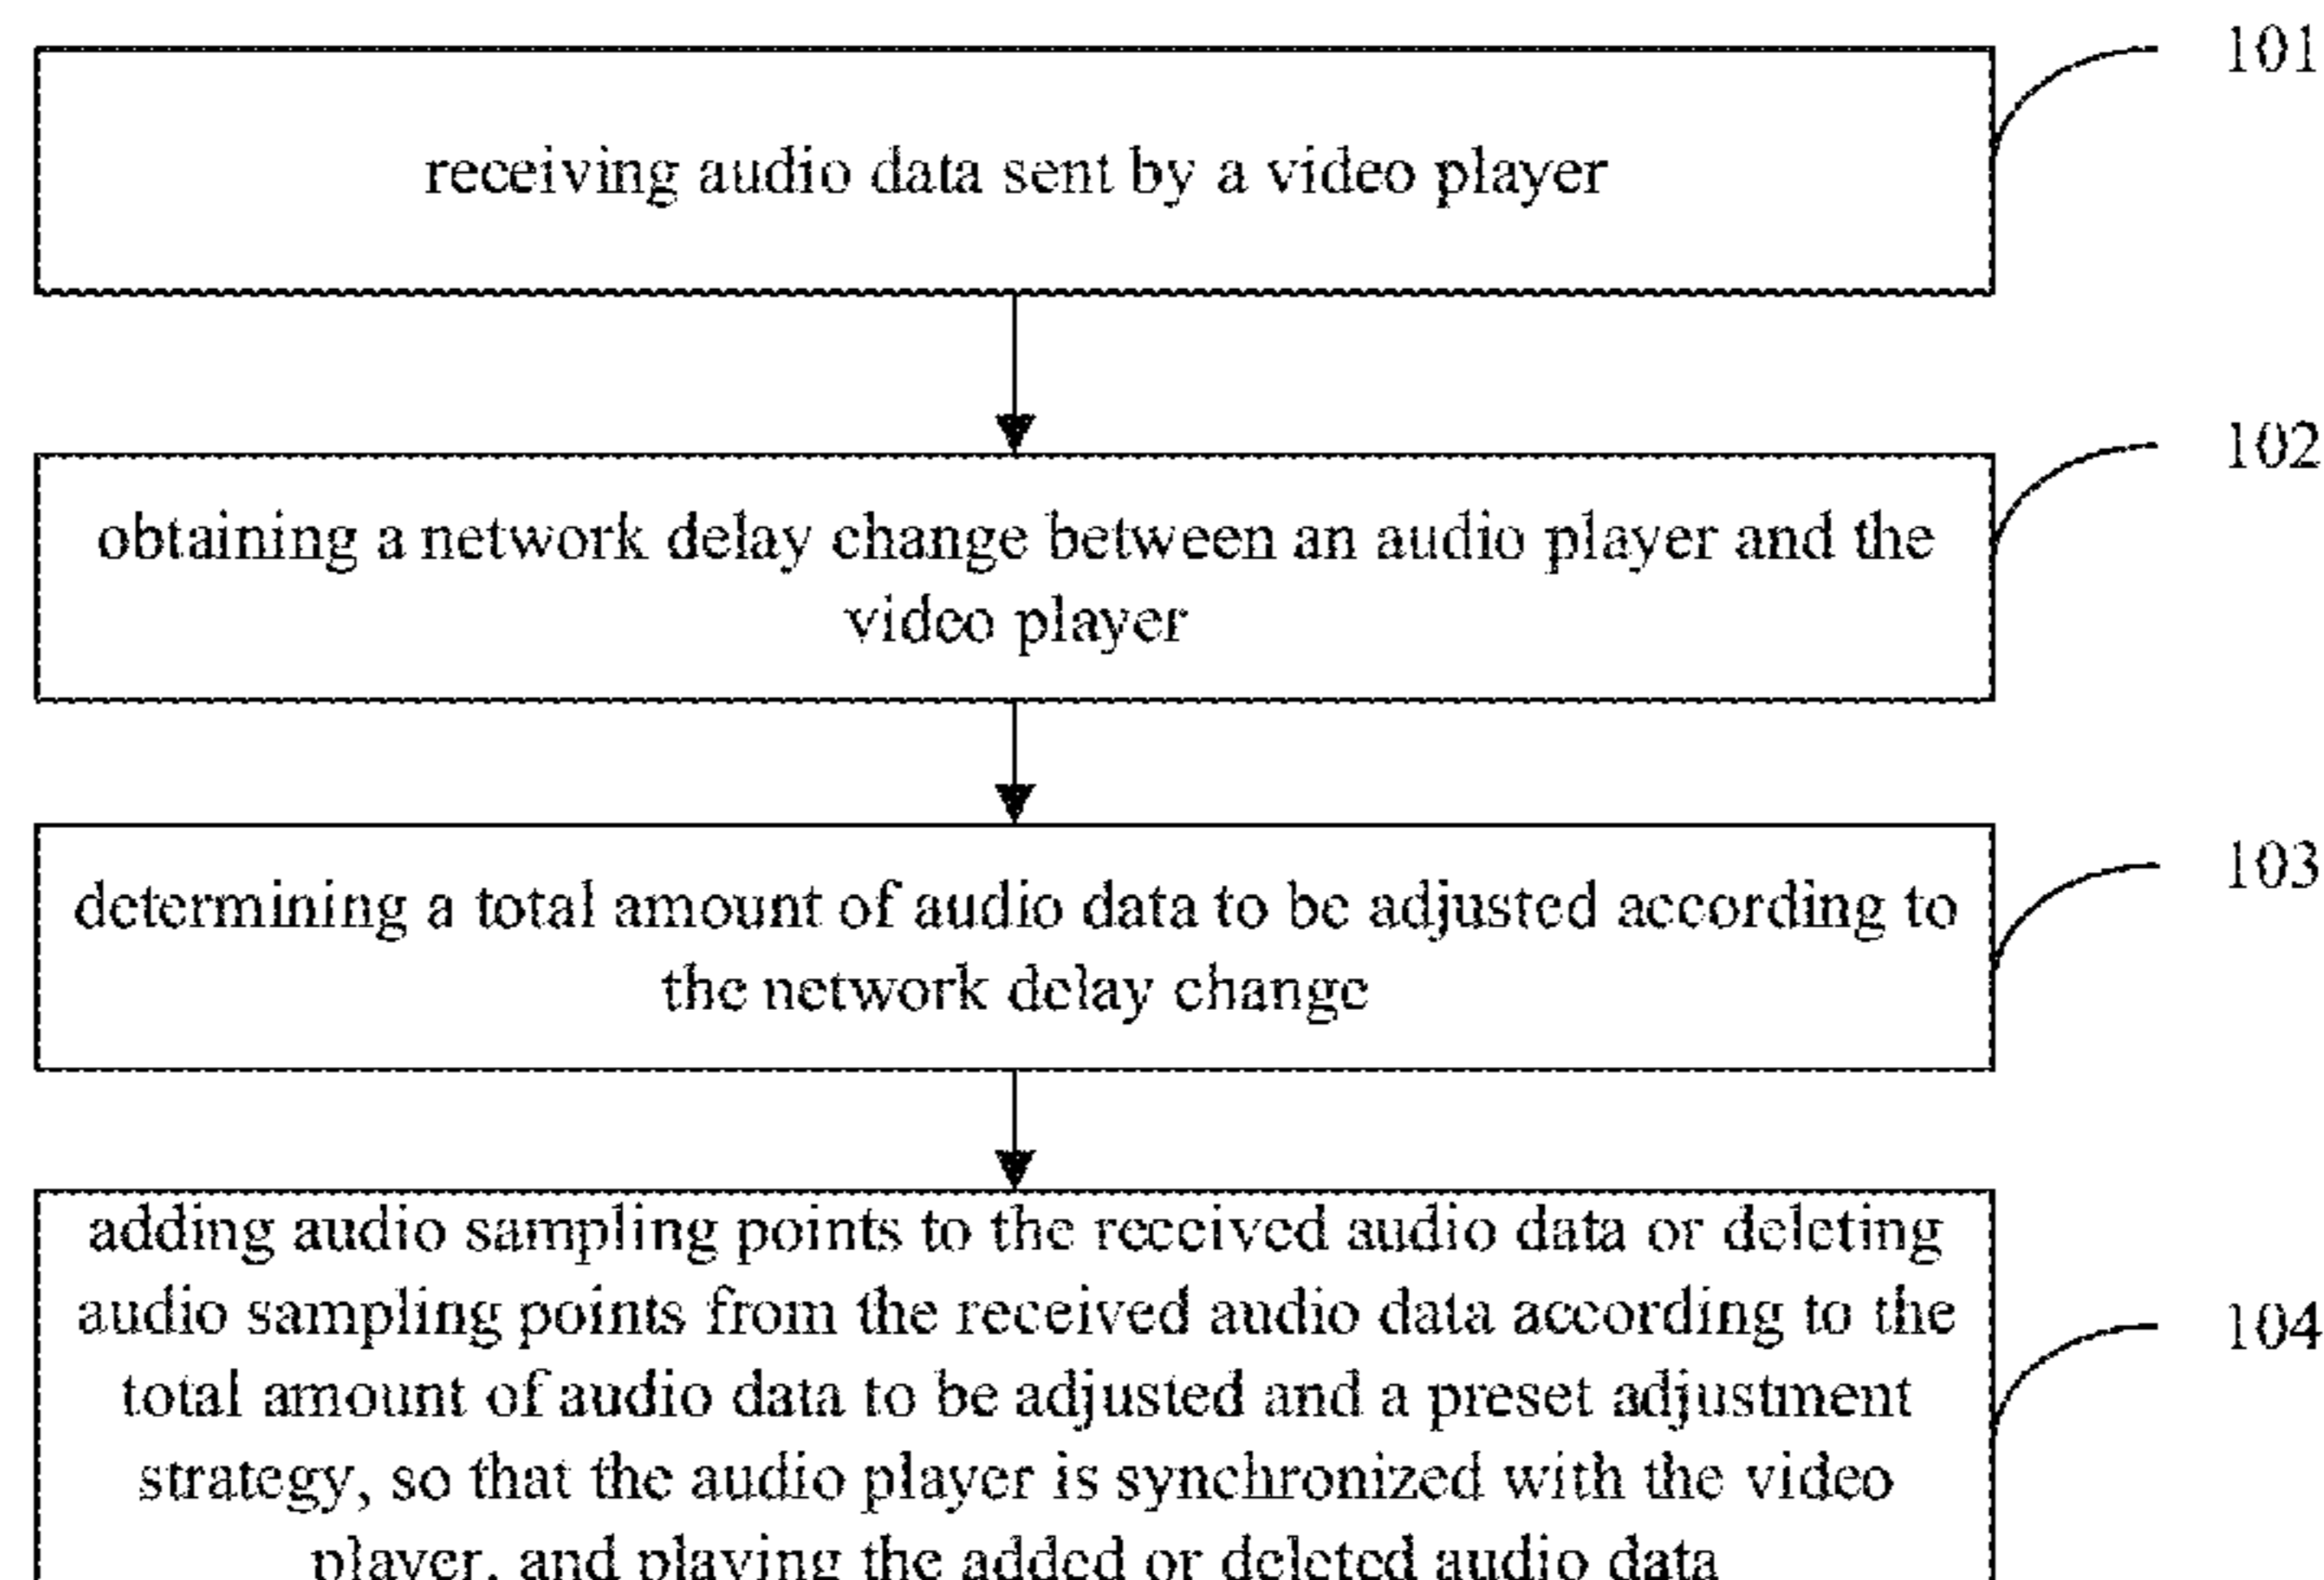 101
receiving audio data sent by a video player
102
obtaining a network delay change between an audio player and the
video player
103
determining a total amount of audio data to be adjusted according to
the network delay change
adding audio sampling points to the received audio data or deleting
audio sampling points from the received audio data according to the
104
total amount of audio data to be adjusted and a preset adjustment
strategy, so that the audio player is synchronized with the video
player, and playing the added or deleted audio data